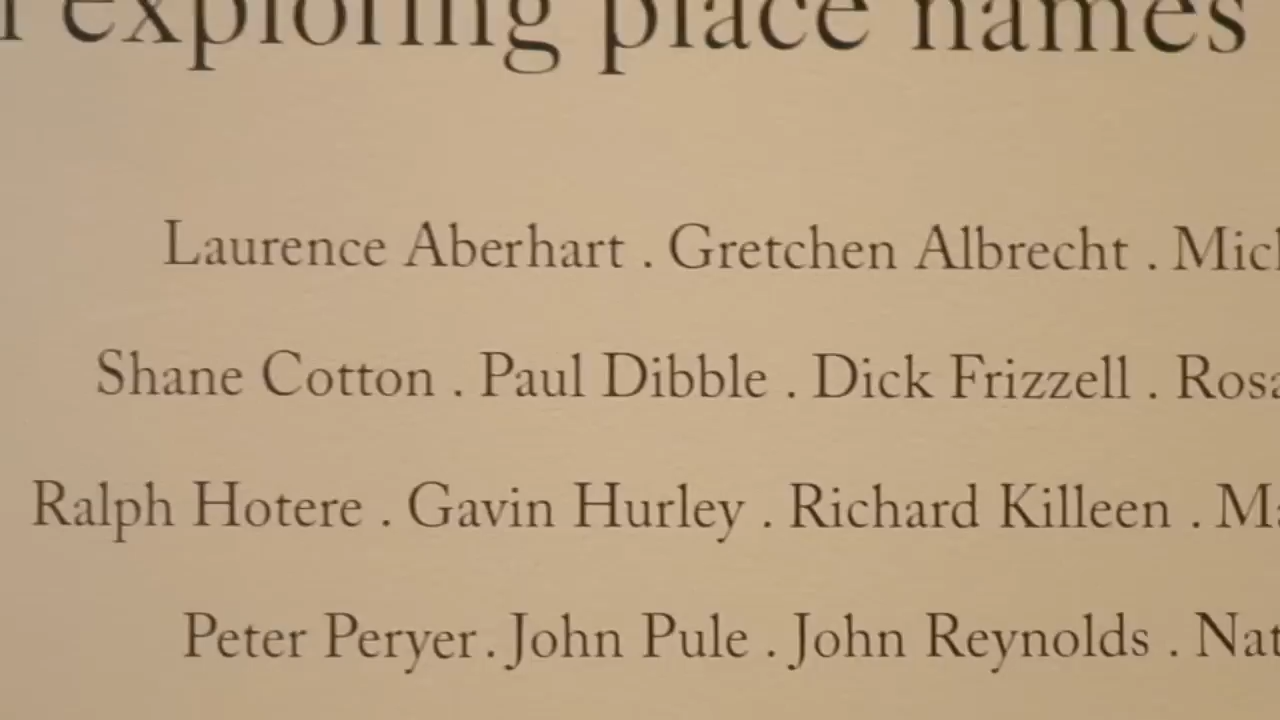 exploring place names
Laurence Aberhart . Gretchen Albrecht .
Shane Cotton . Paul Dibble . Dick Frizzell .
Ralph Hotere . Gavin Hurley . Richard Killeen .
Peter Peryer . John Pule . John Reynolds .